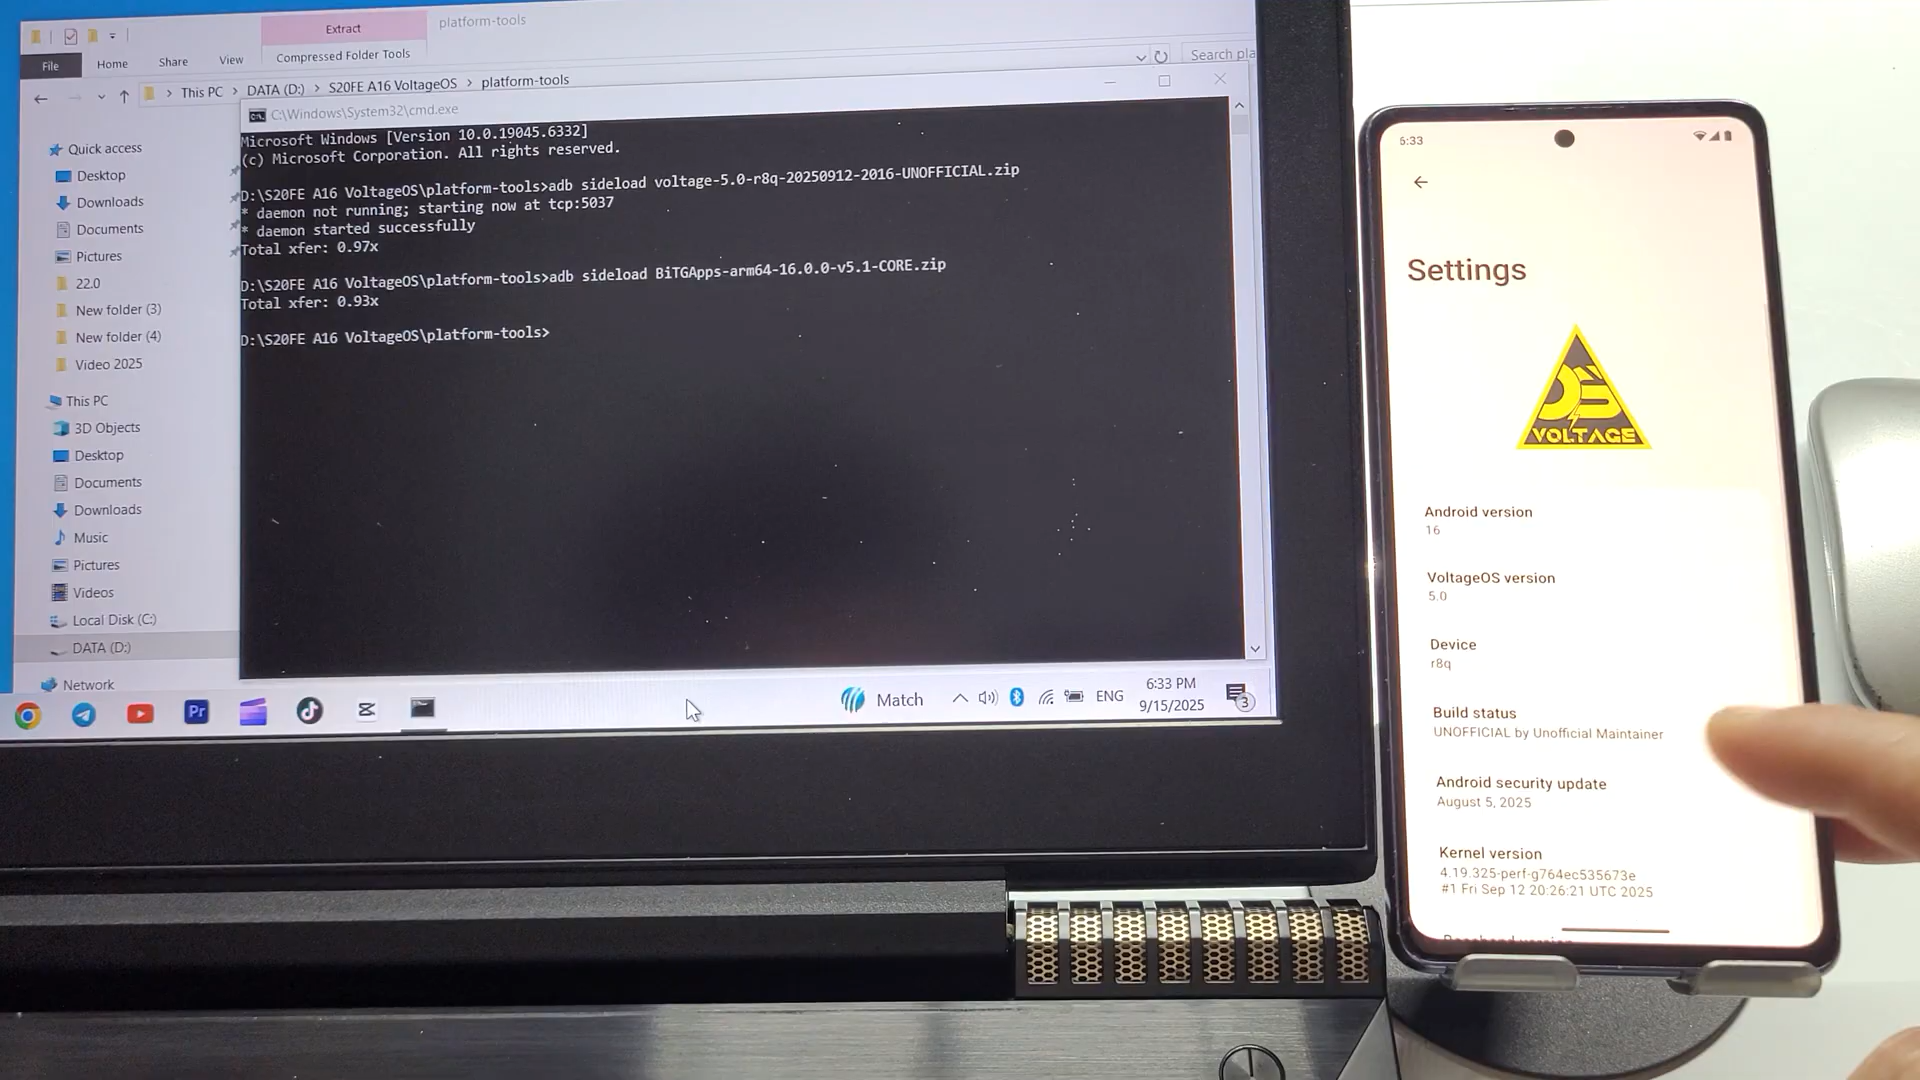 Extract
platform-tools
File
Home
Share
View
Compressed Folder Tools
This PC
DATA (D:)
S20FE A16 VoltageOS
platform-tools
Search pla
C:\Windows\System32\cmd.exe
Microsoft Windows [Version 10.0.19045.6332]
(c) Microsoft Corporation. All rights reserved.
D:\S20FE A16 VoltageOS\platform-tools>adb sideload voltage-5.0-r8q-20250912-2016-UNOFFICIAL.zip
* daemon not running; starting now at tcp:5037
* daemon started successfully
Total xfer: 0.97x
D:\S20FE A16 VoltageOS\platform-tools>adb sideload BiTGApps-arm64-16.0.0-v5.1-CORE.zip
Total xfer: 0.93x
D:\S20FE A16 VoltageOS\platform-tools>
Quick access
Desktop
Downloads
Documents
Pictures
22.0
New folder (3)
New folder (4)
Video 2025
This PC
3D Objects
Desktop
Documents
Downloads
Music
Pictures
Videos
Local Disk (C:)
DATA (D:)
Network
Pr
Match
ENG
6:33 PM
9/15/2025
3
6:33
Settings
OS
VOLTAGE
Android version
16
VoltageOS version
5.0
Device
r8q
Build status
UNOFFICIAL by Unofficial Maintainer
Android security update
August 5, 2025
Kernel version
4.19.325-perf-g764ec535673e
#1 Fri Sep 12 20:26:21 UTC 2025